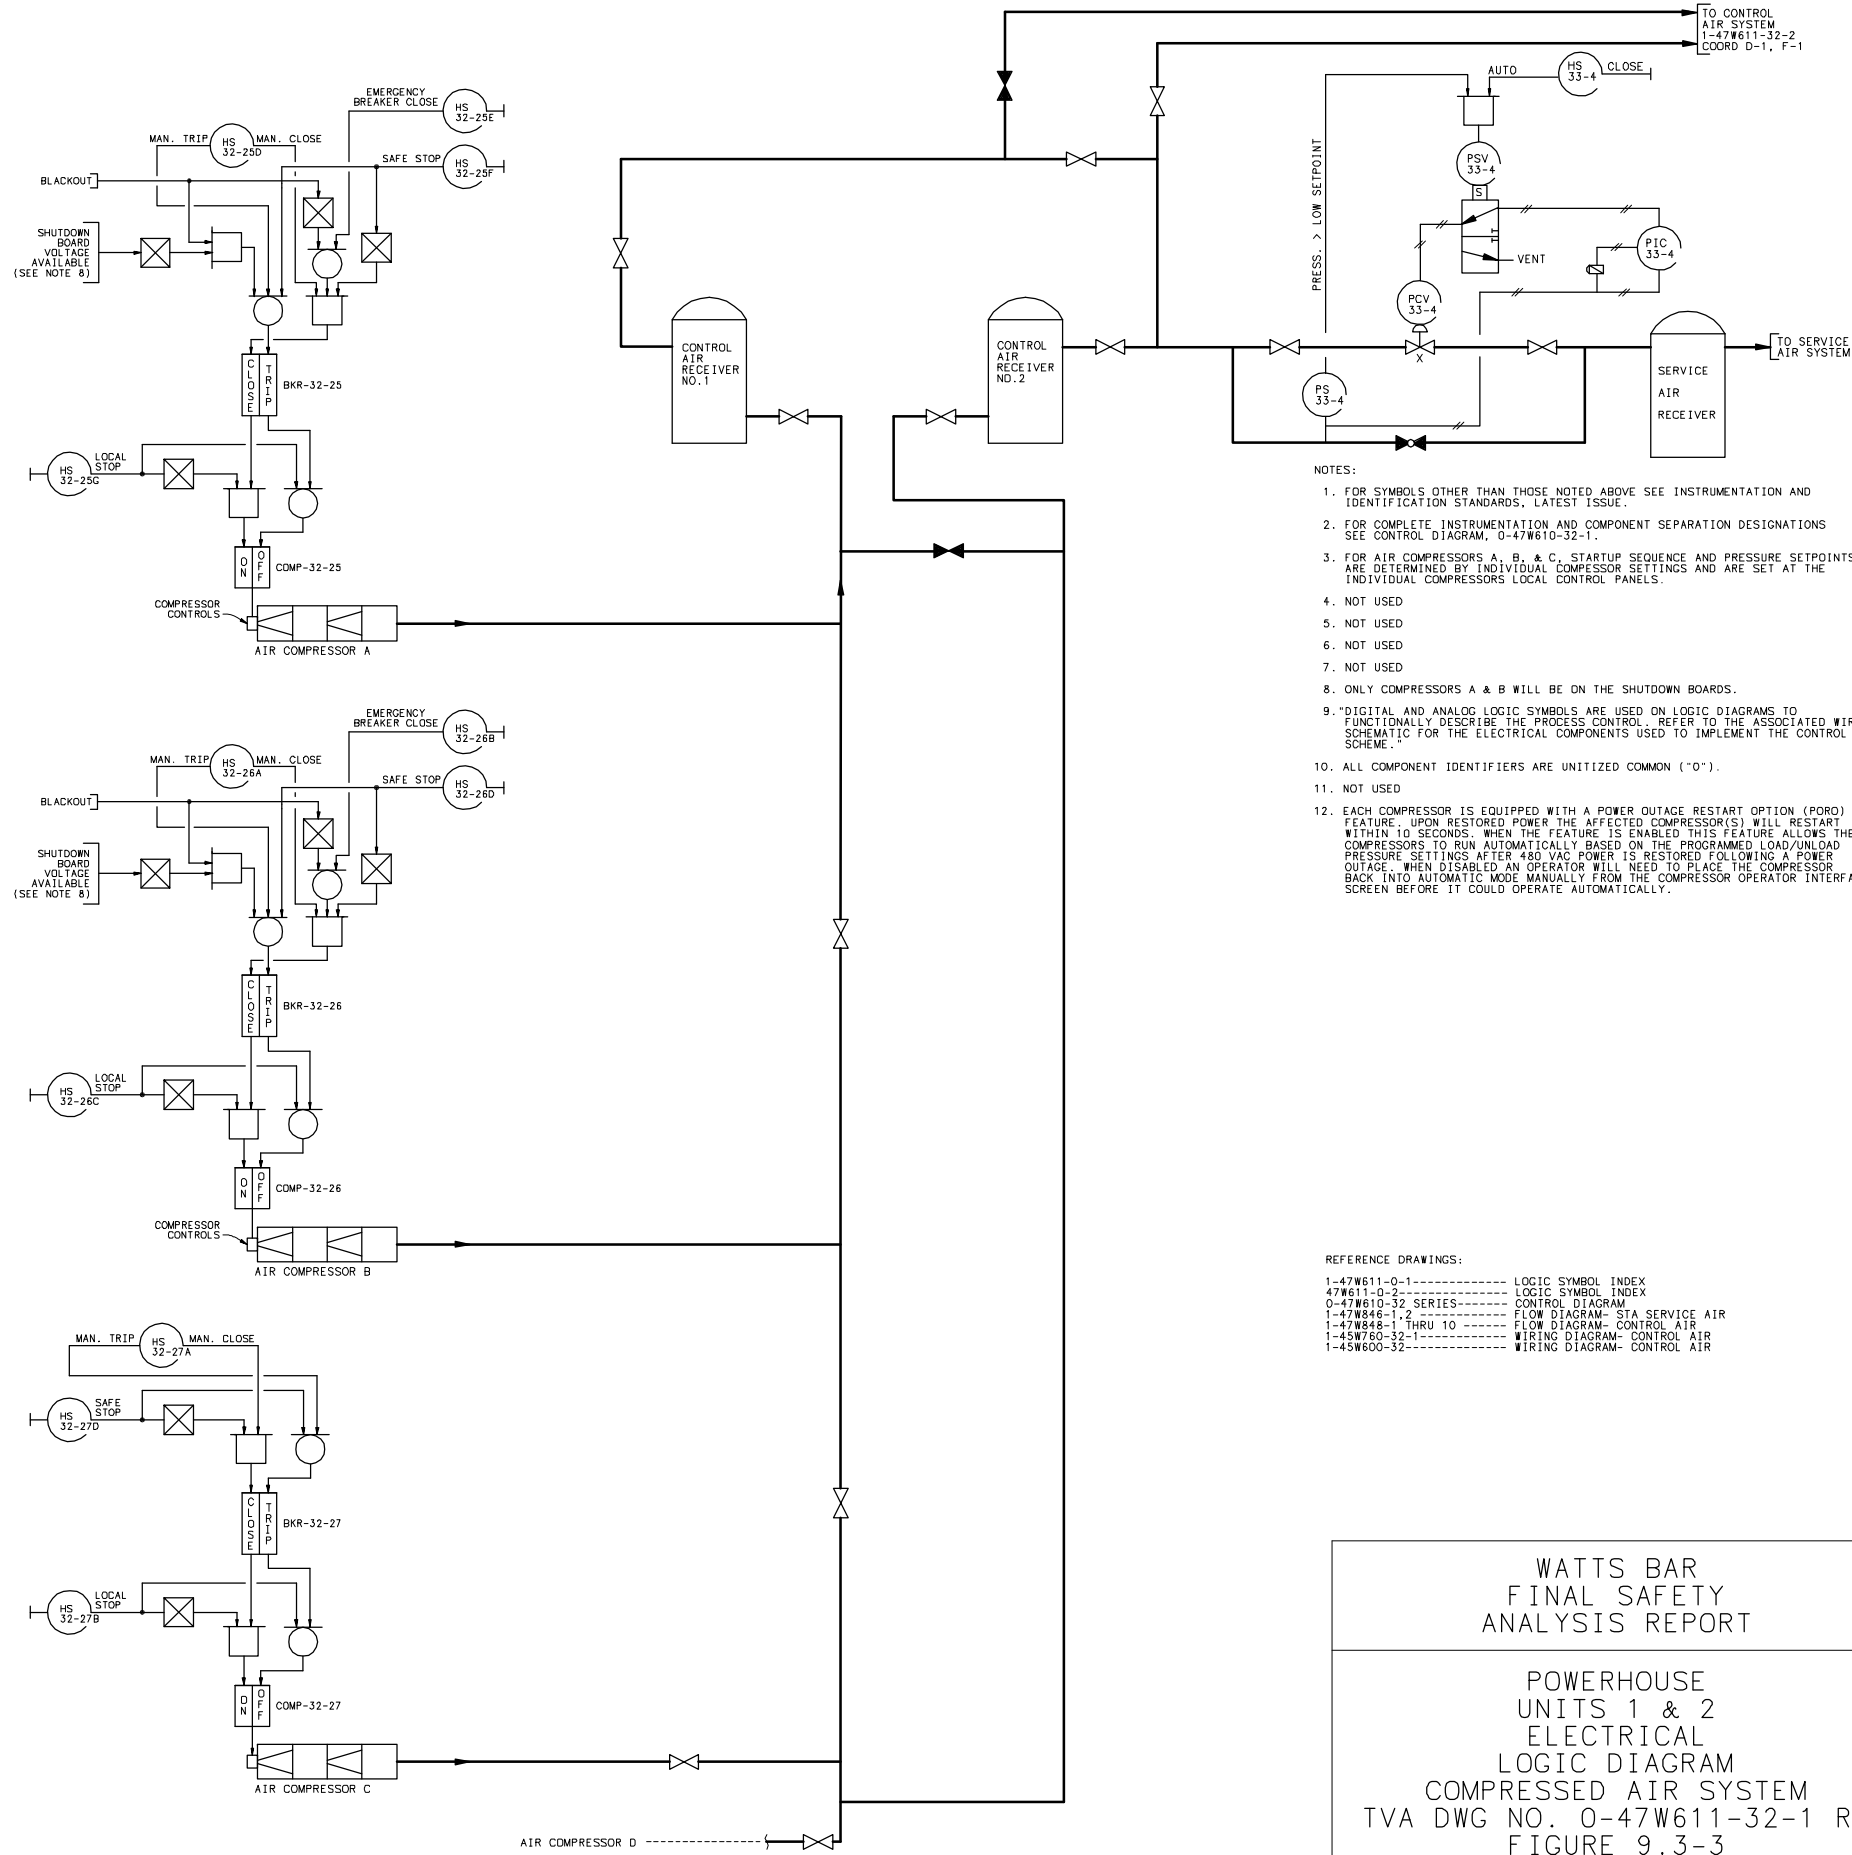 TO CONTROL
AIR SYSTEM
1-47W611-32-2
COORD D-1, F-1
AUTO
HS
33-4
CLOSE
PRESS. > LOW SETPOINT
PSV
33-4
S
VENT
PIC
33-4
PCV
33-4
X
PS
33-4
CONTROL
AIR
RECEIVER
NO.1
CONTROL
AIR
RECEIVER
NO.2
SERVICE
AIR
RECEIVER
TO SERVICE
AIR SYSTEM
EMERGENCY
BREAKER CLOSE
HS
32-25E
MAN. TRIP
HS
32-25D
MAN. CLOSE
SAFE STOP
HS
32-25F
BLACKOUT
SHUTDOWN
BOARD
VOLTAGE
AVAILABLE
(SEE NOTE 8)
CLOSE
TRIP
BKR-32-25
HS
32-25G
LOCAL
STOP
ON
OFF
COMP-32-25
COMPRESSOR
CONTROLS
AIR COMPRESSOR A
EMERGENCY
BREAKER CLOSE
HS
32-26B
MAN. TRIP
HS
32-26A
MAN. CLOSE
SAFE STOP
HS
32-26D
BLACKOUT
SHUTDOWN
BOARD
VOLTAGE
AVAILABLE
(SEE NOTE 8)
CLOSE
TRIP
BKR-32-26
HS
32-26C
LOCAL
STOP
ON
OFF
COMP-32-26
COMPRESSOR
CONTROLS
AIR COMPRESSOR B
MAN. TRIP
HS
32-27A
MAN. CLOSE
HS
32-27D
SAFE
STOP
CLOSE
TRIP
BKR-32-27
HS
32-27B
LOCAL
STOP
ON
OFF
COMP-32-27
AIR COMPRESSOR C
AIR COMPRESSOR D
NOTES:
1. FOR SYMBOLS OTHER THAN THOSE NOTED ABOVE SEE INSTRUMENTATION AND
IDENTIFICATION STANDARDS, LATEST ISSUE.
2. FOR COMPLETE INSTRUMENTATION AND COMPONENT SEPARATION DESIGNATIONS
SEE CONTROL DIAGRAM, 0-47W610-32-1.
3. FOR AIR COMPRESSORS A, B, & C, STARTUP SEQUENCE AND PRESSURE SETPOINTS
ARE DETERMINED BY INDIVIDUAL COMPESSOR SETTINGS AND ARE SET AT THE
INDIVIDUAL COMPRESSORS LOCAL CONTROL PANELS.
4. NOT USED
5. NOT USED
6. NOT USED
7. NOT USED
8. ONLY COMPRESSORS A & B WILL BE ON THE SHUTDOWN BOARDS.
9. "DIGITAL AND ANALOG LOGIC SYMBOLS ARE USED ON LOGIC DIAGRAMS TO
FUNCTIONALLY DESCRIBE THE PROCESS CONTROL. REFER TO THE ASSOCIATED WIR
SCHEMATIC FOR THE ELECTRICAL COMPONENTS USED TO IMPLEMENT THE CONTROL
SCHEME."
10. ALL COMPONENT IDENTIFIERS ARE UNITIZED COMMON ("0").
11. NOT USED
12. EACH COMPRESSOR IS EQUIPPED WITH A POWER OUTAGE RESTART OPTION (PORO)
FEATURE. UPON RESTORED POWER THE AFFECTED COMPRESSOR(S) WILL RESTART
WITHIN 10 SECONDS. WHEN THE FEATURE IS ENABLED THIS FEATURE ALLOWS THE
COMPRESSORS TO RUN AUTOMATICALLY BASED ON THE PROGRAMMED LOAD/UNLOAD
PRESSURE SETTINGS AFTER 480 VAC POWER IS RESTORED FOLLOWING A POWER
OUTAGE. WHEN DISABLED AN OPERATOR WILL NEED TO PLACE THE COMPRESSOR
BACK INTO AUTOMATIC MODE MANUALLY FROM THE COMPRESSOR OPERATOR INTERFA
SCREEN BEFORE IT COULD OPERATE AUTOMATICALLY.
REFERENCE DRAWINGS:
1-47W611-0-1------------- LOGIC SYMBOL INDEX
47W611-0-2--------------- LOGIC SYMBOL INDEX
0-47W610-32 SERIES------- CONTROL DIAGRAM
1-47W846-1,2 ------------ FLOW DIAGRAM- STA SERVICE AIR
1-47W848-1 THRU 10 ------ FLOW DIAGRAM- CONTROL AIR
1-45W760-32-1------------ WIRING DIAGRAM- CONTROL AIR
1-45W600-32-------------- WIRING DIAGRAM- CONTROL AIR
WATTS BAR
FINAL SAFETY
ANALYSIS REPORT
POWERHOUSE
UNITS 1 & 2
ELECTRICAL
LOGIC DIAGRAM
COMPRESSED AIR SYSTEM
TVA DWG NO. 0-47W611-32-1 R
FIGURE 9.3-3